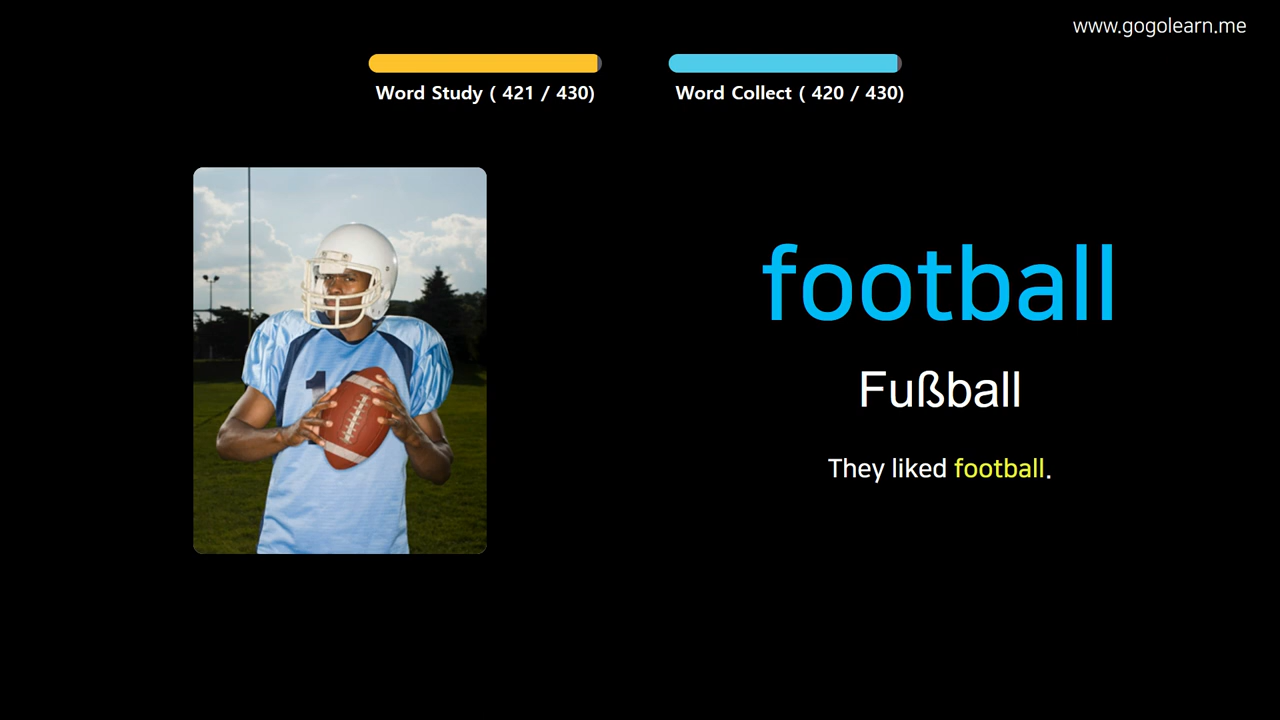 www.gogolearn.me
Word Study ( 421 / 430)
Word Collect ( 420 / 430)
football
Fußball
They liked football.